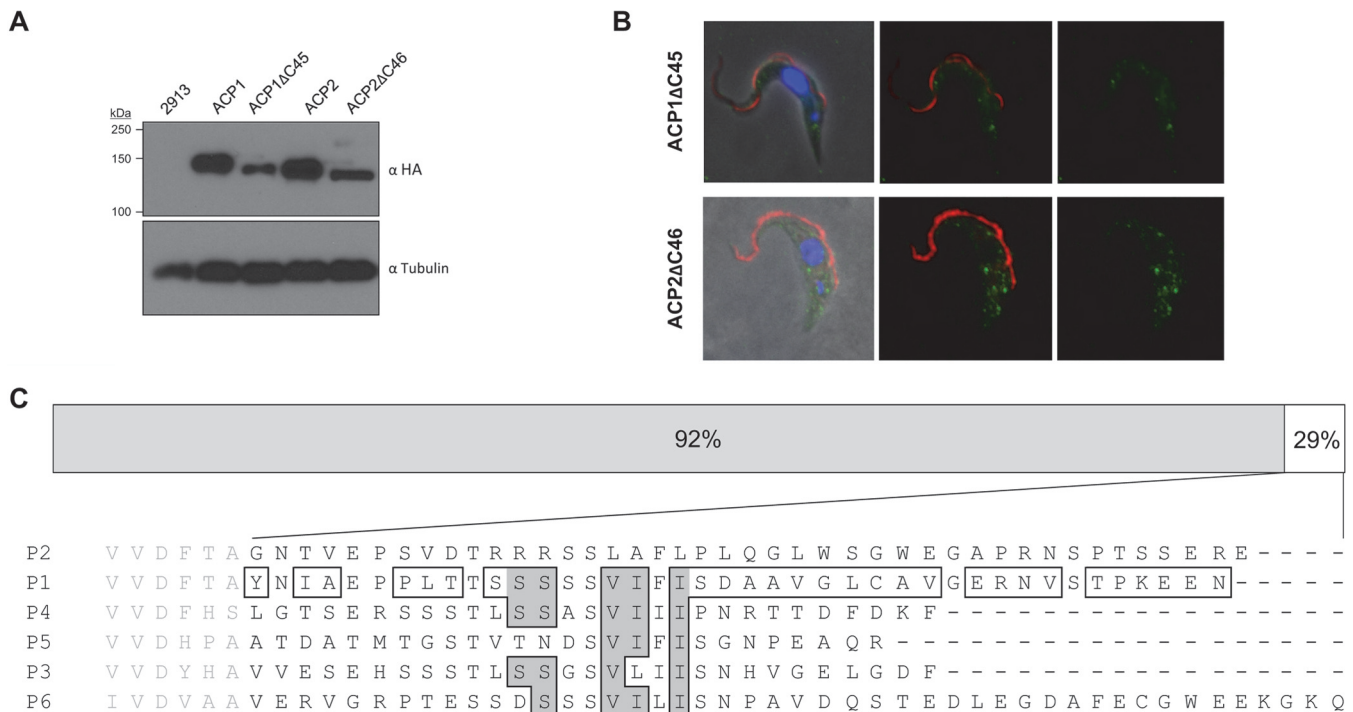 A
2913 ACP1 ACP1ΔC45 ACP2 ACP2ΔC46
kDa
250
150
100
α HA
α Tubulin
B
ACP1ΔC45
ACP2ΔC46
C
92% 29%
P2 V V D F T A G N T V E P S V D T R R R S S L A F L P L Q G L W S G W E G A P R N S P T S S E R E - - - -
P1 V V D F T A Y N I A E P P L T T S S S S S V I F I S D A A V G L C A V G E R N V S T P K E E N - - - - -
P4 V V D F H S L G T S E R S S S T L S S A S V I I I P N R T T D F D K F - - - - - - - - - - - - - - - - -
P5 V V D H P A A T D A T M T G S T V T N D S V I F I S G N P E A Q R - - - - - - - - - - - - - - - - - - -
P3 V V D Y H A V V E S E H S S S T L S S G S V L I I S N H V G E L G D F - - - - - - - - - - - - - - - - -
P6 I V D V A A V E R V G R P T E S S D S S S V I L I S N P A V D Q S T E D L E G D A F E C G W E E K G K Q